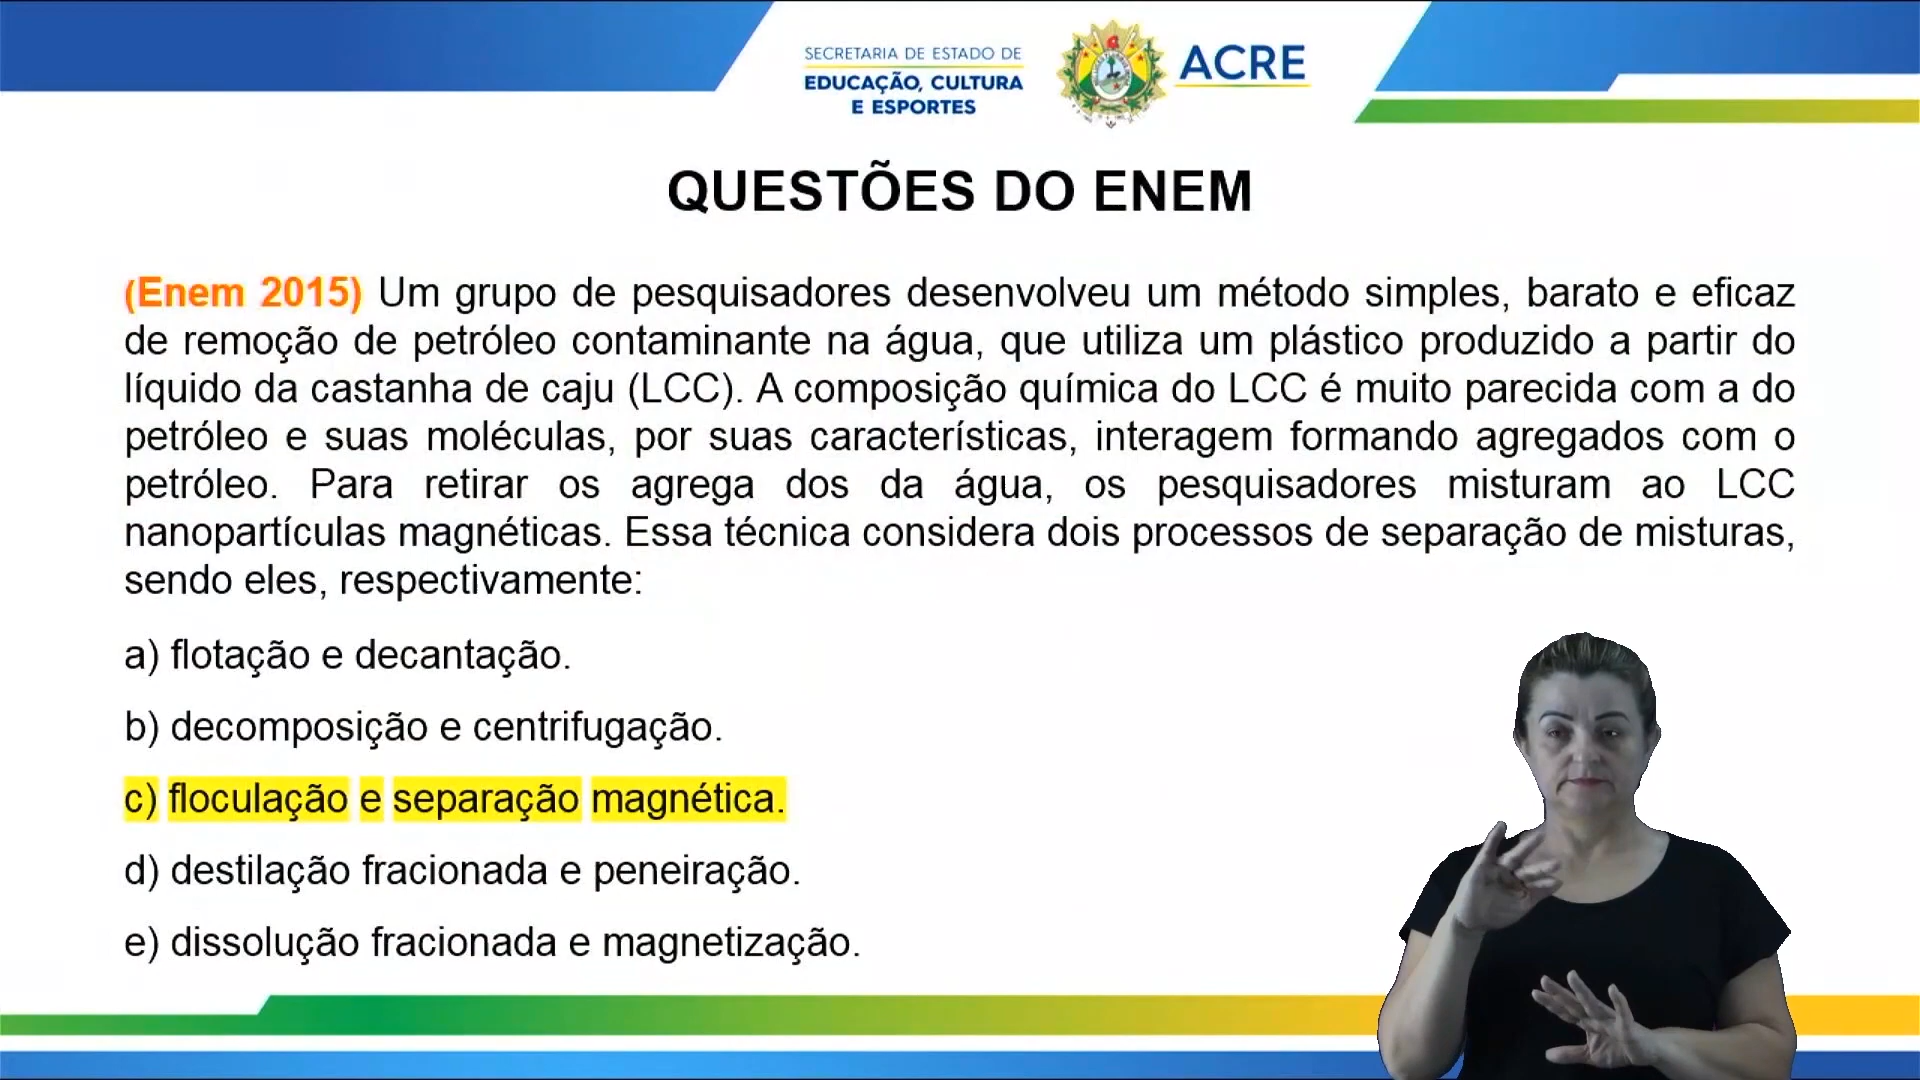 SECRETARIA DE ESTADO DE
EDUCAÇÃO, CULTURA
E ESPORTES
ACRE
QUESTÕES DO ENEM
(Enem 2015) Um grupo de pesquisadores desenvolveu um método simples, barato e eficaz
de remoção de petróleo contaminante na água, que utiliza um plástico produzido a partir do
líquido da castanha de caju (LCC). A composição química do LCC é muito parecida com a do
petróleo e suas moléculas, por suas características, interagem formando agregados com o
petróleo. Para retirar os agrega dos da água, os pesquisadores misturam ao LCC
nanopartículas magnéticas. Essa técnica considera dois processos de separação de misturas,
sendo eles, respectivamente:
a) flotação e decantação.
b) decomposição e centrifugação.
c) floculação e separação magnética.
d) destilação fracionada e peneiração.
e) dissolução fracionada e magnetização.